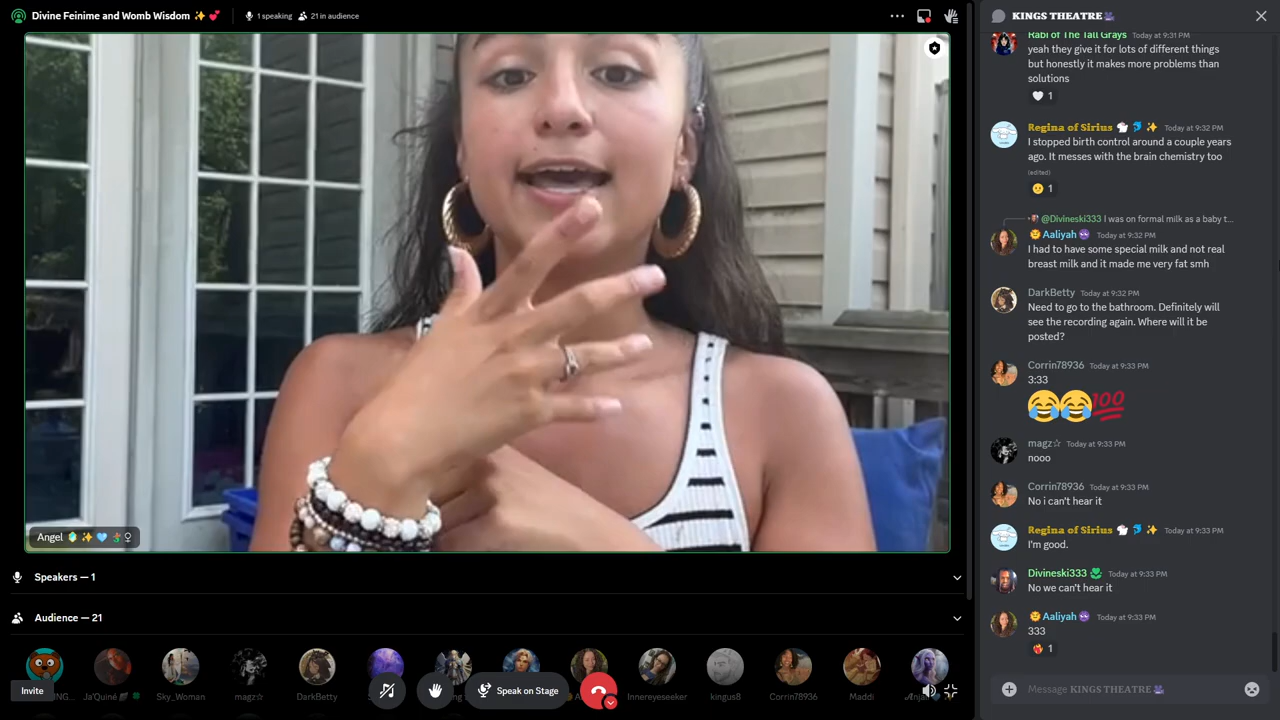 Divine Feinime and Womb Wisdom ✨ 💕
1 speaking
21 in audience
Angel
Speakers — 1
Audience — 21
Ja'Quiné
Sky_Woman
magz☆
DarkBetty
Innereyeseeker
kingus8
Corrin78936
Maddi
Invite
Speak on Stage
KINGS THEATRE
Rabi of The Tall Grays Today at 9:31 PM
yeah they give it for lots of different things
but honestly it makes more problems than
solutions
🤍 1
Regina of Sirius Today at 9:32 PM
I stopped birth control around a couple years
ago. It messes with the brain chemistry too
(edited)
1
@Divineski333 I was on formal milk as a baby t...
Aaliyah Today at 9:32 PM
I had to have some special milk and not real
breast milk and it made me very fat smh
DarkBetty Today at 9:32 PM
Need to go to the bathroom. Definitely will
see the recording again. Where will it be
posted?
Corrin78936 Today at 9:33 PM
3:33
😂😂💯
magz☆ Today at 9:33 PM
nooo
Corrin78936 Today at 9:33 PM
No i can't hear it
Regina of Sirius Today at 9:33 PM
I'm good.
Divineski333 Today at 9:33 PM
No we can't hear it
Aaliyah Today at 9:33 PM
333
1
Message KINGS THEATRE